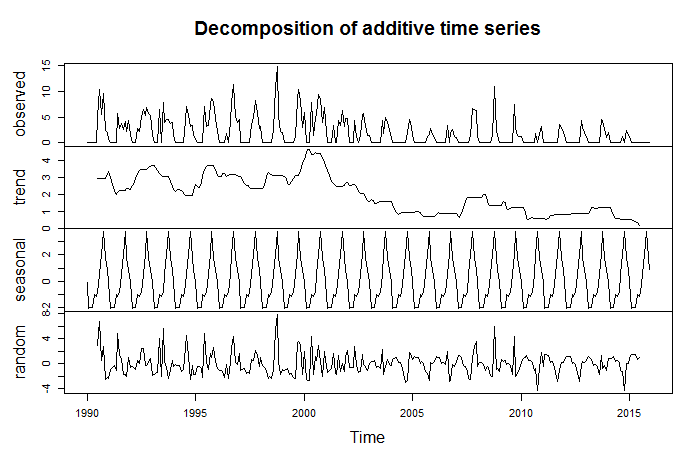 Decomposition of additive time series
observed
0 5 10 15
trend
0 1 2 3 4
seasonal
-2 0 2
random
-4 0 4 8
1990 1995 2000 2005 2010 2015
Time